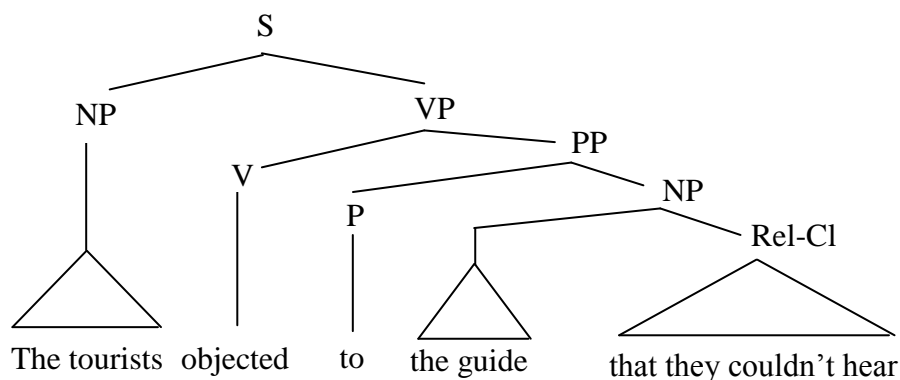 S
NP VP
V PP
P NP
Rel-Cl
The tourists objected to the guide that they couldn’t hear